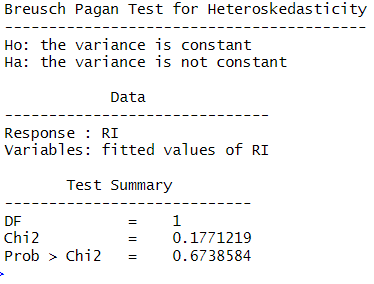 Breusch Pagan Test for Heteroskedasticity
-----------------------------------------
Ho: the variance is constant
Ha: the variance is not constant
Data
------------------------------
Response : RI
Variables: fitted values of RI
Test Summary
----------------------------
DF = 1
Chi2 = 0.1771219
Prob > Chi2 = 0.6738584
>